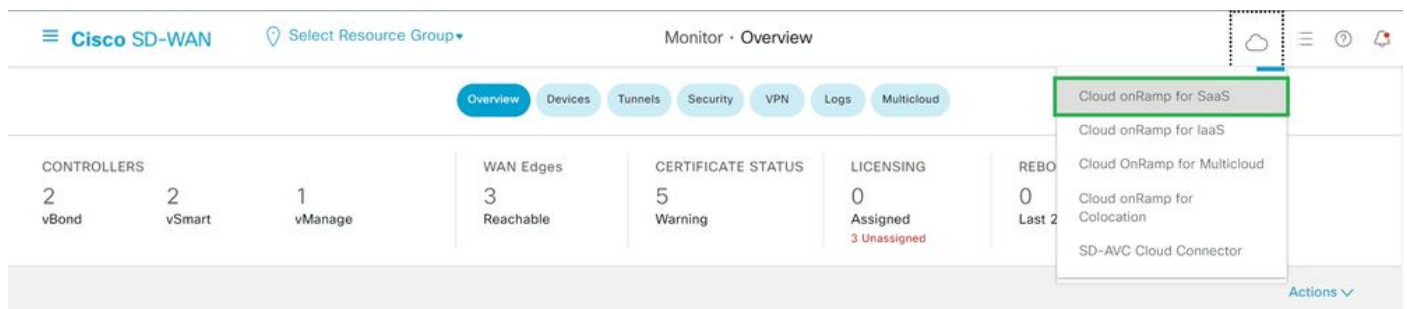 Cisco SD-WAN
Select Resource Group
Monitor · Overview
Overview Devices Tunnels Security VPN Logs Multicloud
Cloud onRamp for SaaS
Cloud onRamp for IaaS
Cloud OnRamp for Multicloud
Cloud onRamp for
Colocation
SD-AVC Cloud Connector
CONTROLLERS
2 2 1
vBond vSmart vManage
WAN Edges
3
Reachable
CERTIFICATE STATUS
5
Warning
LICENSING
0
Assigned
3 Unassigned
REBO
0
Last 2
Actions